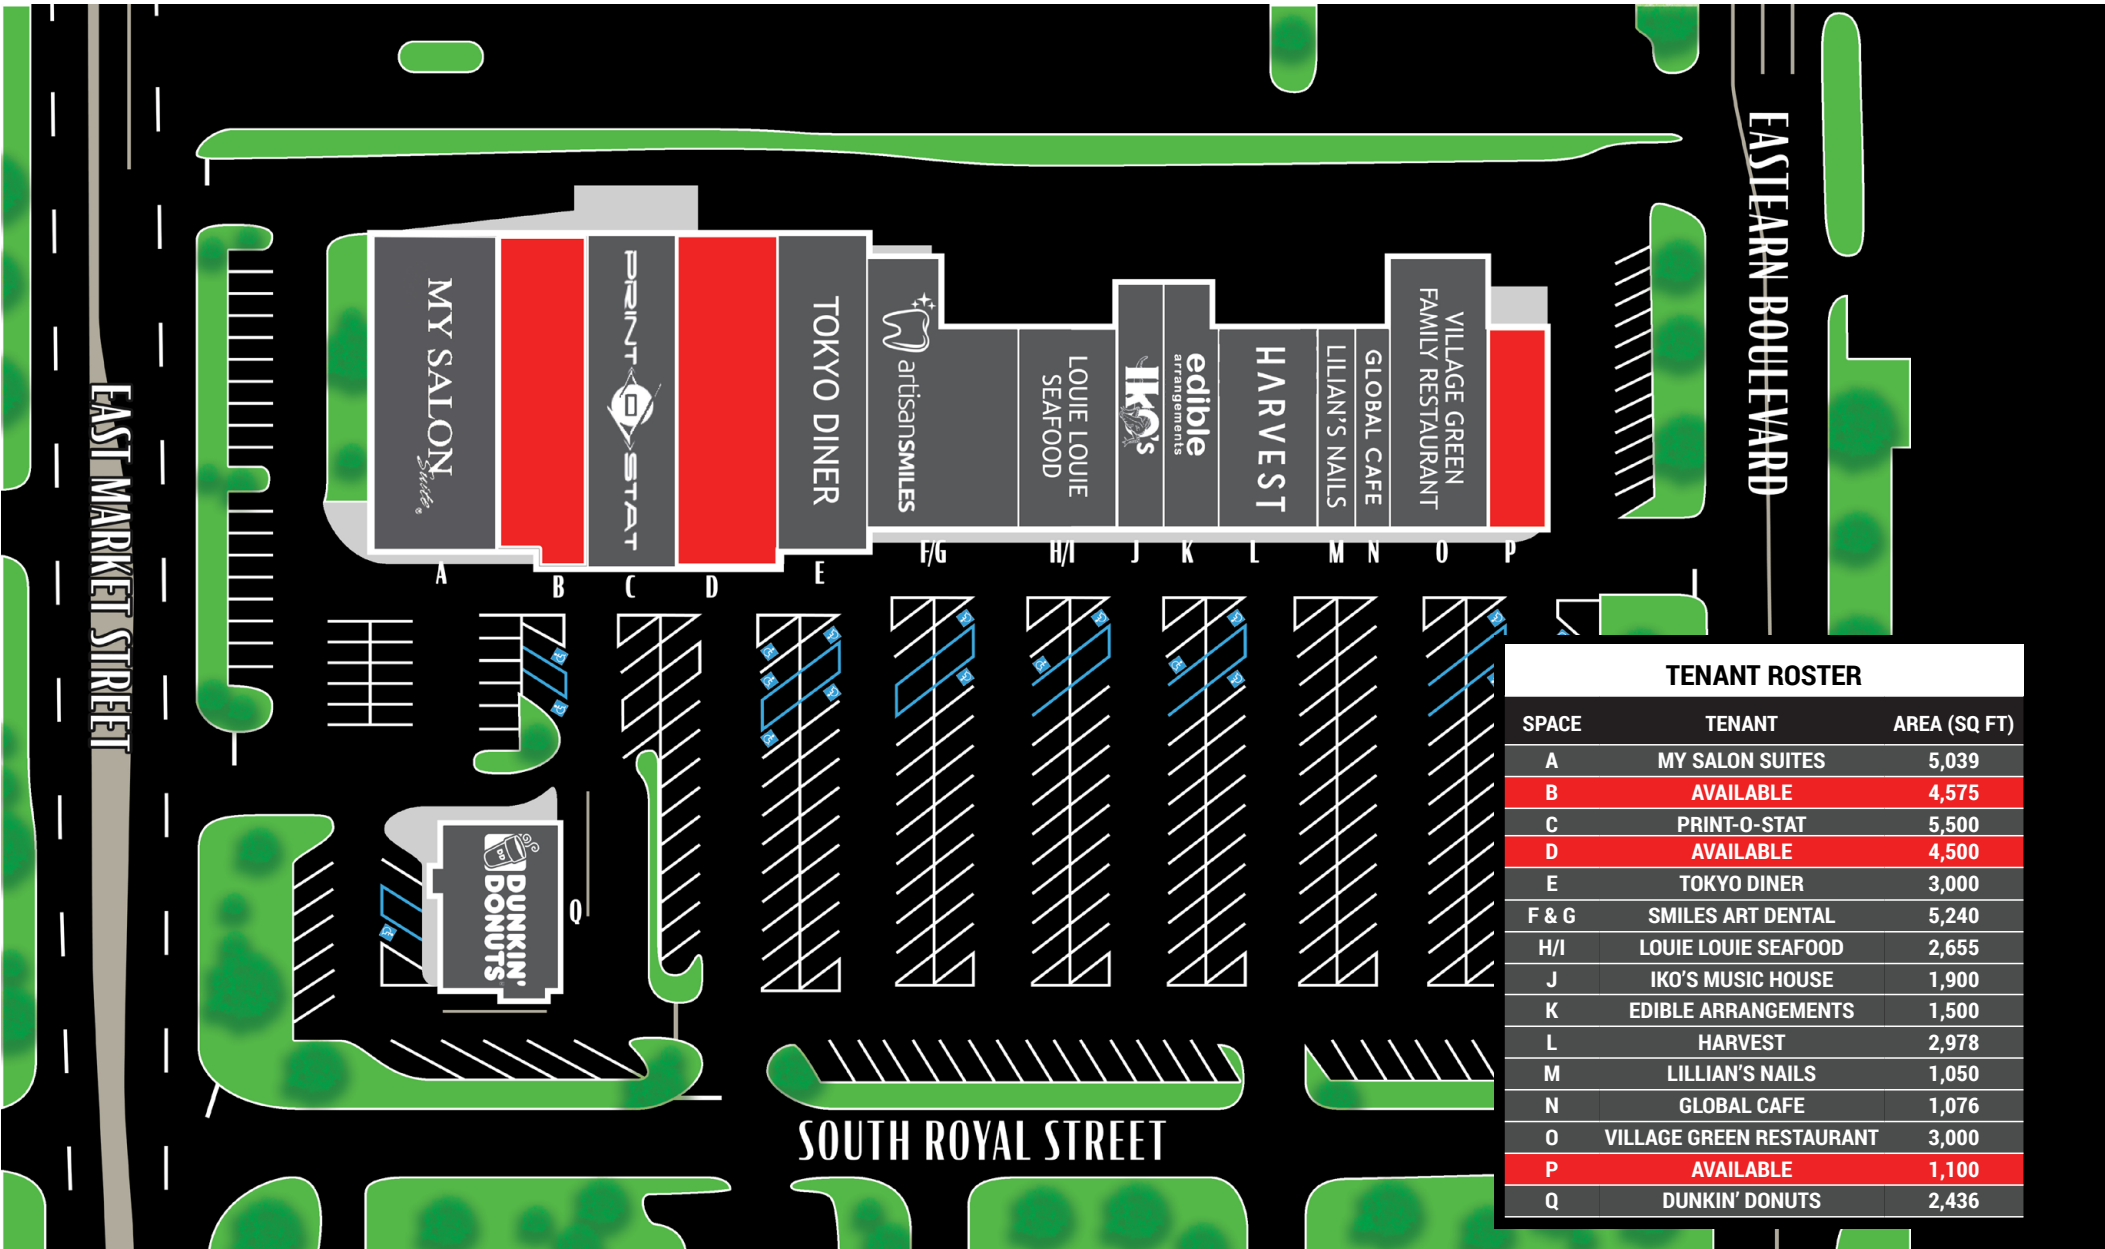 EAST MARKET STREET
EASTEARN BOULEVARD
MY SALON
Suite
PRINT-O-STAT
TOKYO DINER
artisanSMILES
LOUIE LOUIE
SEAFOOD
IKO'S
edible
arrangements
HARVEST
LILIAN'S NAILS
GLOBAL CAFE
VILLAGE GREEN
FAMILY RESTAURANT
A
B
C
D
E
F/G
H/I
J
K
L
M
N
O
P
DD
DUNKIN'
DONUTS
Q
SOUTH ROYAL STREET
TENANT ROSTER
SPACE TENANT AREA (SQ FT)
A MY SALON SUITES 5,039
B AVAILABLE 4,575
C PRINT-O-STAT 5,500
D AVAILABLE 4,500
E TOKYO DINER 3,000
F & G SMILES ART DENTAL 5,240
H/I LOUIE LOUIE SEAFOOD 2,655
J IKO'S MUSIC HOUSE 1,900
K EDIBLE ARRANGEMENTS 1,500
L HARVEST 2,978
M LILLIAN'S NAILS 1,050
N GLOBAL CAFE 1,076
O VILLAGE GREEN RESTAURANT 3,000
P AVAILABLE 1,100
Q DUNKIN' DONUTS 2,436